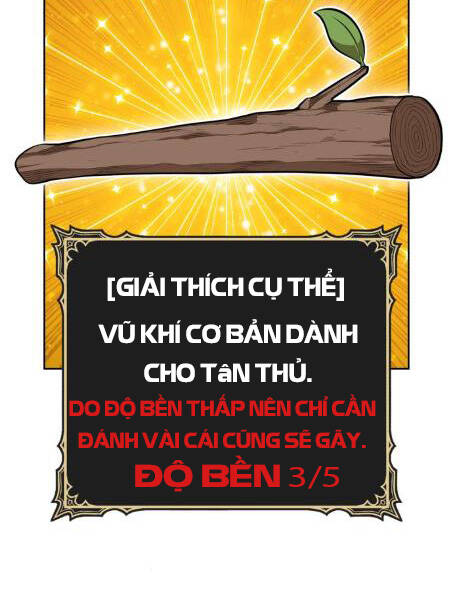 [GIẢI THÍCH CỤ THỂ]
VŨ KHÍ CƠ BẢN DÀNH
CHO TâN THỦ.
DO ĐỘ BỀN THẤP NÊN CHỈ CẦN
ĐÁNH VÀI CÁI CŨNG SẼ GÃY.
ĐỘ BỀN 3/5